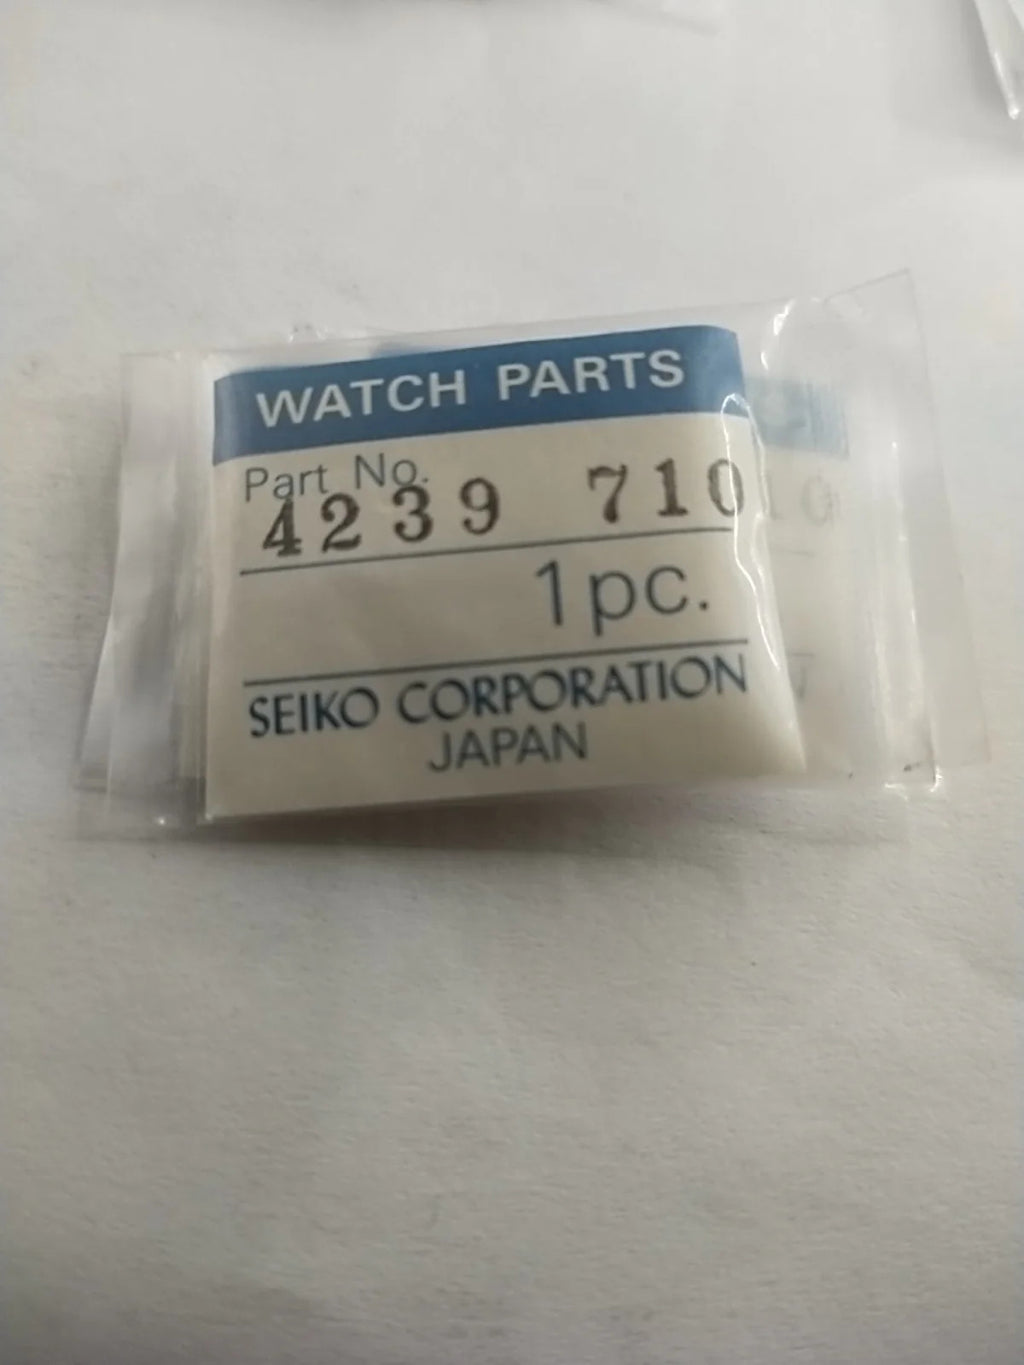 WATCH PARTS
Part No.
4239 710
1pc.
SEIKO CORPORATION
JAPAN